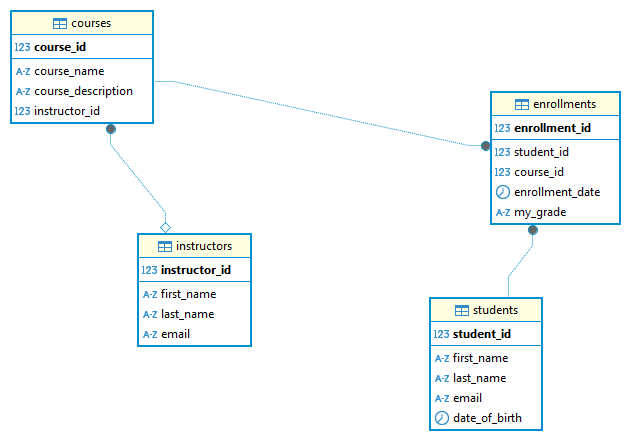 courses
123 course_id
A-Z course_name
A-Z course_description
123 instructor_id
enrollments
123 enrollment_id
123 student_id
123 course_id
enrollment_date
A-Z my_grade
instructors
123 instructor_id
A-Z first_name
A-Z last_name
A-Z email
students
123 student_id
A-Z first_name
A-Z last_name
A-Z email
date_of_birth